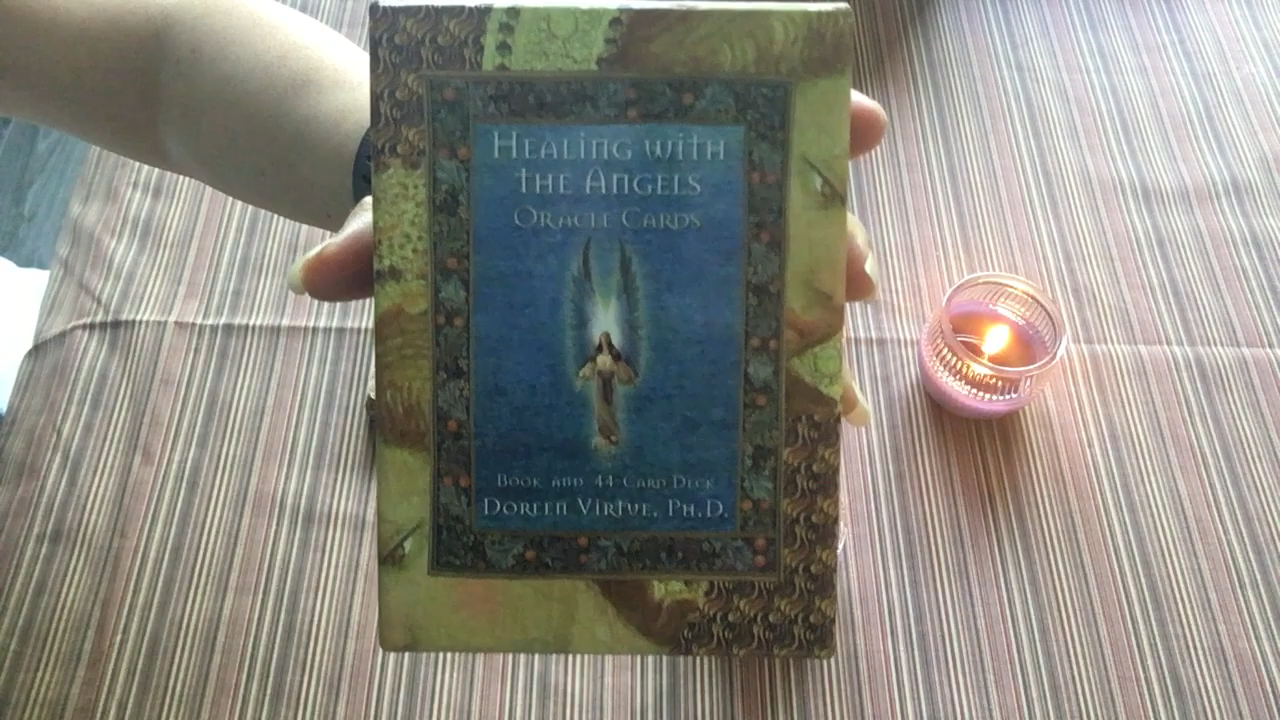 Healing with
the Angels
Oracle Cards
Book and 44-Card Deck
Doreen Virtue, Ph.D.